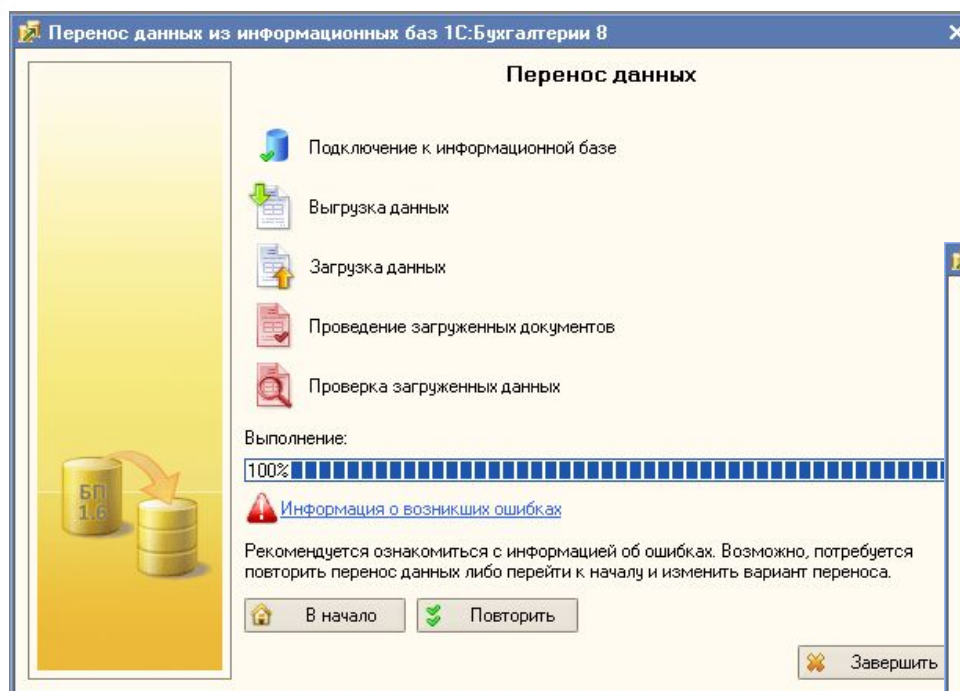 Перенос данных из информационных баз 1С:Бухгалтерии 8
Перенос данных
Подключение к информационной базе
Выгрузка данных
Загрузка данных
Проведение загруженных документов
Проверка загруженных данных
Выполнение:
100%
БП
1.6
Информация о возникших ошибках
Рекомендуется ознакомиться с информацией об ошибках. Возможно, потребуется
повторить перенос данных либо перейти к началу и изменить вариант переноса.
В начало
Повторить
Завершить